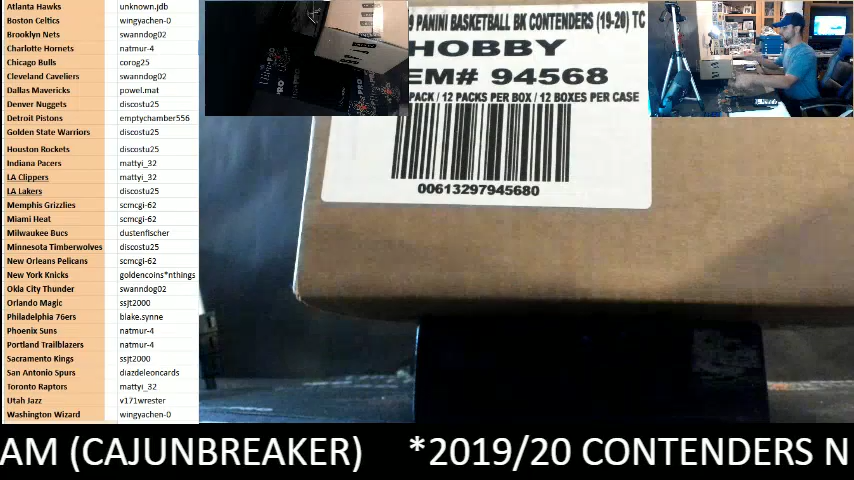 Atlanta Hawks unknown.jdb
Boston Celtics wingyachen-0
Brooklyn Nets swanndog02
Charlotte Hornets natmur-4
Chicago Bulls corog25
Cleveland Cavaliers swanndog02
Dallas Mavericks powel.mat
Denver Nuggets discostu25
Detroit Pistons emptychamber556
Golden State Warriors discostu25
Houston Rockets discostu25
Indiana Pacers mattyi_32
LA Clippers mattyi_32
LA Lakers discostu25
Memphis Grizzlies scmcgi-62
Miami Heat scmcgi-62
Milwaukee Bucs dustenfischer
Minnesota Timberwolves discostu25
New Orleans Pelicans scmcgi-62
New York Knicks goldencoins*nthings
Okla City Thunder swanndog02
Orlando Magic ssjt2000
Philadelphia 76ers blake.synne
Phoenix Suns natmur-4
Portland Trailblazers natmur-4
Sacramento Kings ssjt2000
San Antonio Spurs diazdeleoncards
Toronto Raptors mattyi_32
Utah Jazz v171wrester
Washington Wizard wingyachen-0
9 PANINI BASKETBALL BK CONTENDERS (19-20) TC
HOBBY
EM# 94568
PACK / 12 PACKS PER BOX / 12 BOXES PER CASE
00613297945680
AM (CAJUNBREAKER) *2019/20 CONTENDERS N